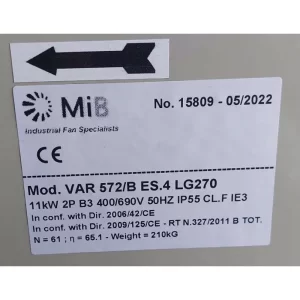 MiB
No. 15809 - 05/2022
Industrial Fan Specialists
Mod. VAR 572/B ES.4 LG270
11kW 2P B3 400/690V 50HZ IP55 CL.F IE3
In conf. with Dir. 2006/42/CE
In conf. with Dir. 2009/125/CE - RT N.327/2011 B TOT.
N = 61 ; η = 65.1 - Weight = 210kg